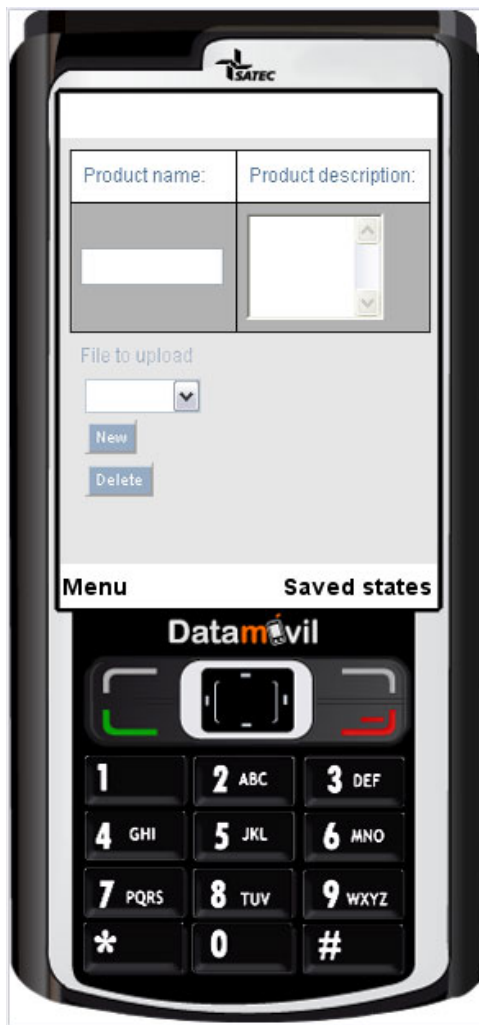 SATEC
Product name: Product description:
File to upload
New
Delete
Menu Saved states
Datamóvil
1 2 ABC 3 DEF
4 GHI 5 JKL 6 MNO
7 PQRS 8 TUV 9 WXYZ
* 0 #